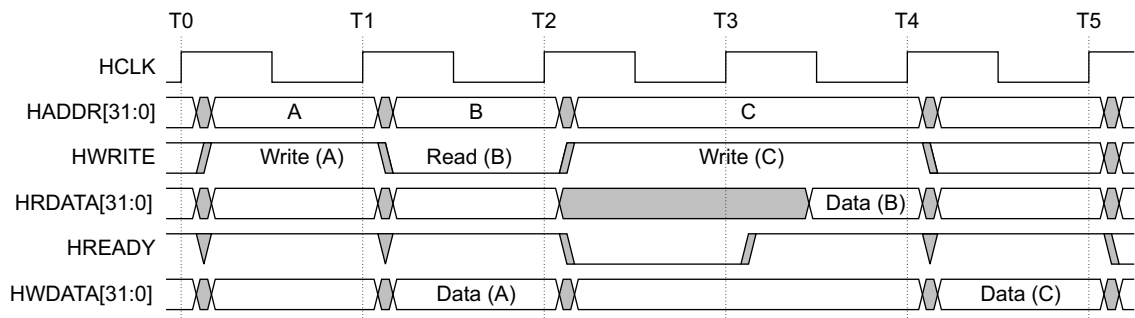 T0 T1 T2 T3 T4 T5
HCLK
HADDR[31:0] A B C
HWRITE Write (A) Read (B) Write (C)
HRDATA[31:0] Data (B)
HREADY
HWDATA[31:0] Data (A) Data (C)